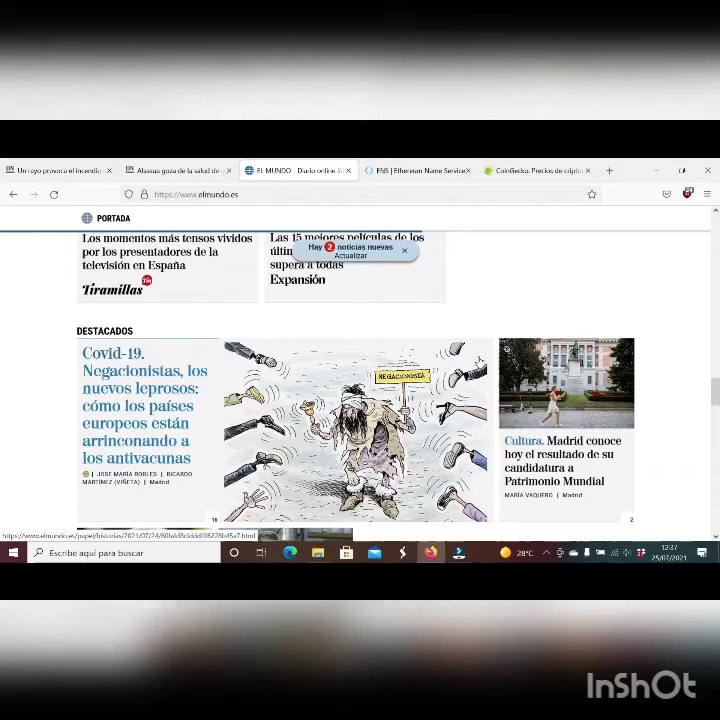 Un rayo provoca el incendio
Alsasua goza de la salud de
EL MUNDO - Diario online
ENS | Ethereum Name Service
CoinGecko: Precios de
https://www.elmundo.es
PORTADA
Los momentos más tensos vividos
por los presentadores de la
televisión en España
Tiramillas
Las 15 mejores películas de los
supera a todas
Expansión
Hay 2 noticias nuevas
Actualizar
DESTACADOS
Covid-19.
Negacionistas, los
nuevos leprosos:
cómo los países
europeos están
arrinconando a
los antivacunas
JOSE MARÍA ROBLES | RICARDO
MARTÍNEZ (VIÑETA) | Madrid
16
NEGACIONISTA
Cultura. Madrid conoce
hoy el resultado de su
candidatura a
Patrimonio Mundial
MARÍA VAQUERO | Madrid
2
Escribe aquí para buscar
28°C
12:37
25/07/2021
InShOt